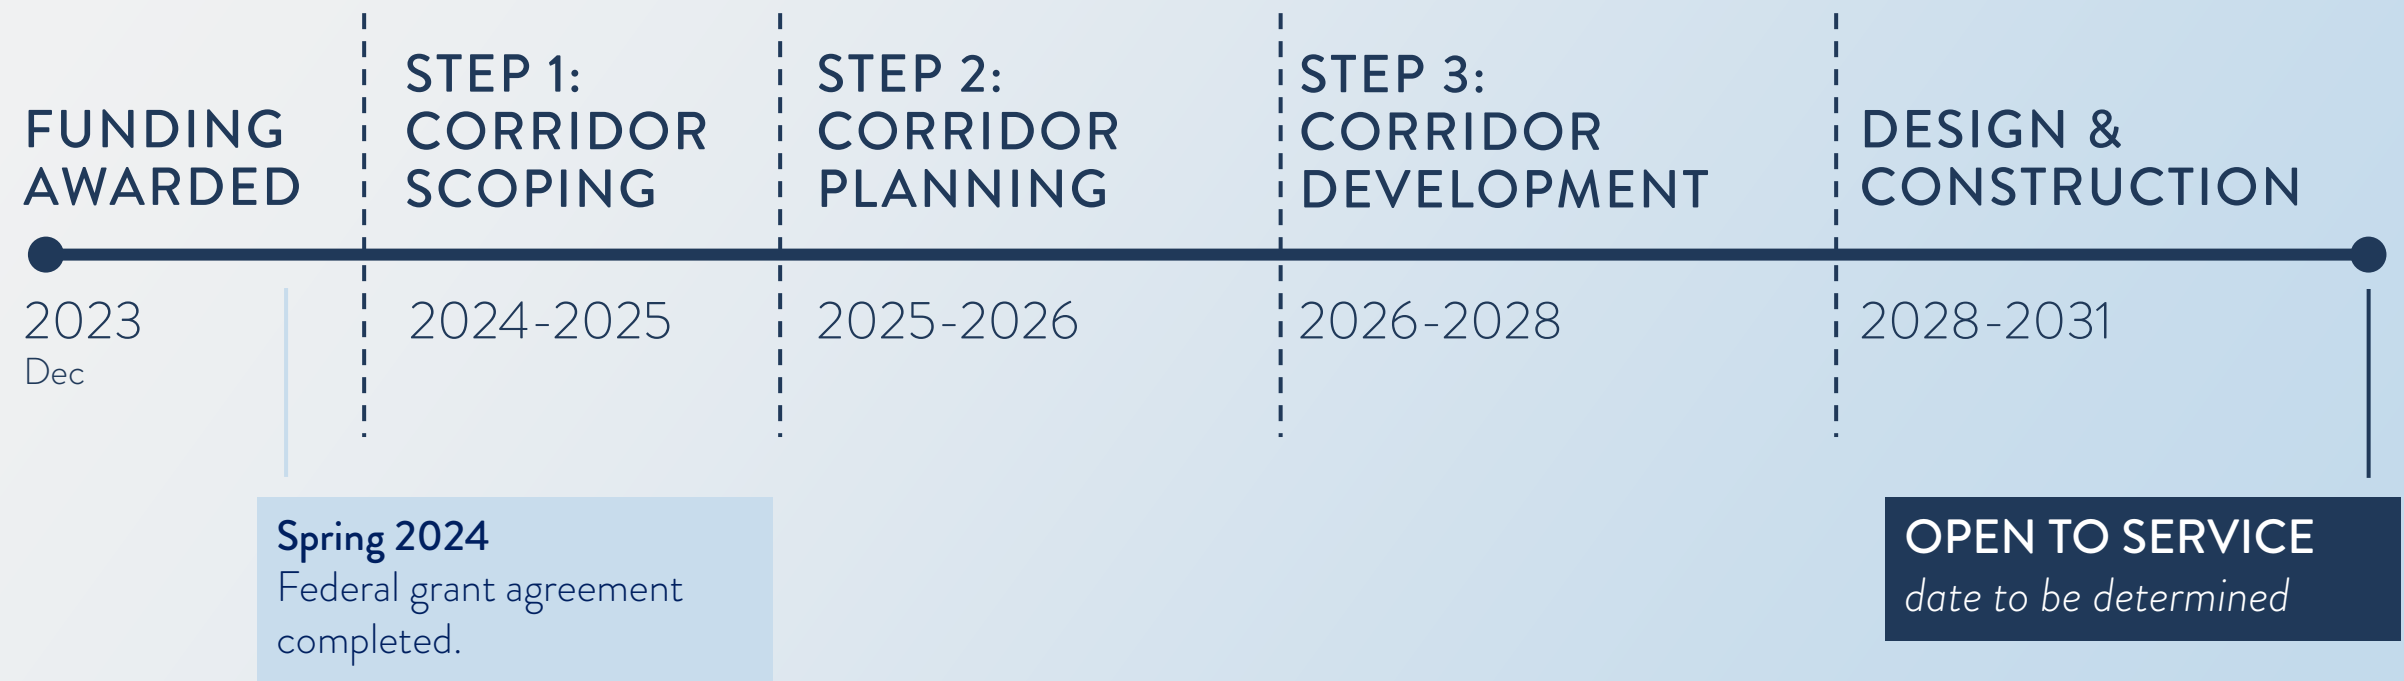 FUNDING
AWARDED
2023
Dec
Spring 2024
Federal grant agreement
completed.
STEP 1:
CORRIDOR
SCOPING
2024-2025
STEP 2:
CORRIDOR
PLANNING
2025-2026
STEP 3:
CORRIDOR
DEVELOPMENT
2026-2028
DESIGN &
CONSTRUCTION
2028-2031
OPEN TO SERVICE
date to be determined